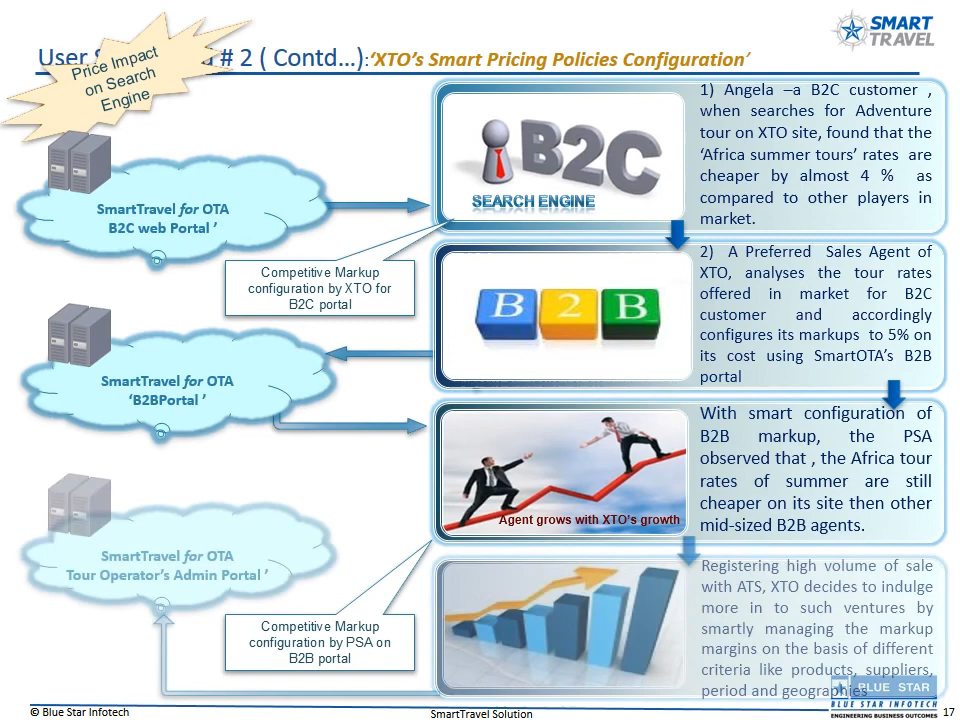 SMART
TRAVEL
User S # 2 ( Contd…):‘XTO’s Smart Pricing Policies Configuration’
Price Impact
on Search
Engine
1) Angela –a B2C customer ,
when searches for Adventure
tour on XTO site, found that the
‘Africa summer tours’ rates are
cheaper by almost 4 % as
compared to other players in
market.
B2C
SEARCH ENGINE
SmartTravel for OTA
B2C web Portal ’
Competitive Markup
configuration by XTO for
B2C portal
2) A Preferred Sales Agent of
XTO, analyses the tour rates
offered in market for B2C
customer and accordingly
configures its markups to 5% on
its cost using SmartOTA’s B2B
portal
B 2 B
SmartTravel for OTA
‘B2BPortal ’
With smart configuration of
B2B markup, the PSA
observed that , the Africa tour
rates of summer are still
cheaper on its site then other
mid-sized B2B agents.
Agent grows with XTO’s growth
SmartTravel for OTA
Tour Operator’s Admin Portal ’
Competitive Markup
configuration by PSA on
B2B portal
Registering high volume of sale
with ATS, XTO decides to indulge
more in to such ventures by
smartly managing the markup
margins on the basis of different
criteria like products, suppliers,
period and geographies
BLUE STAR
BLUE STAR INFOTECH
ENGINEERING BUSINESS OUTCOMES
© Blue Star Infotech
SmartTravel Solution
17